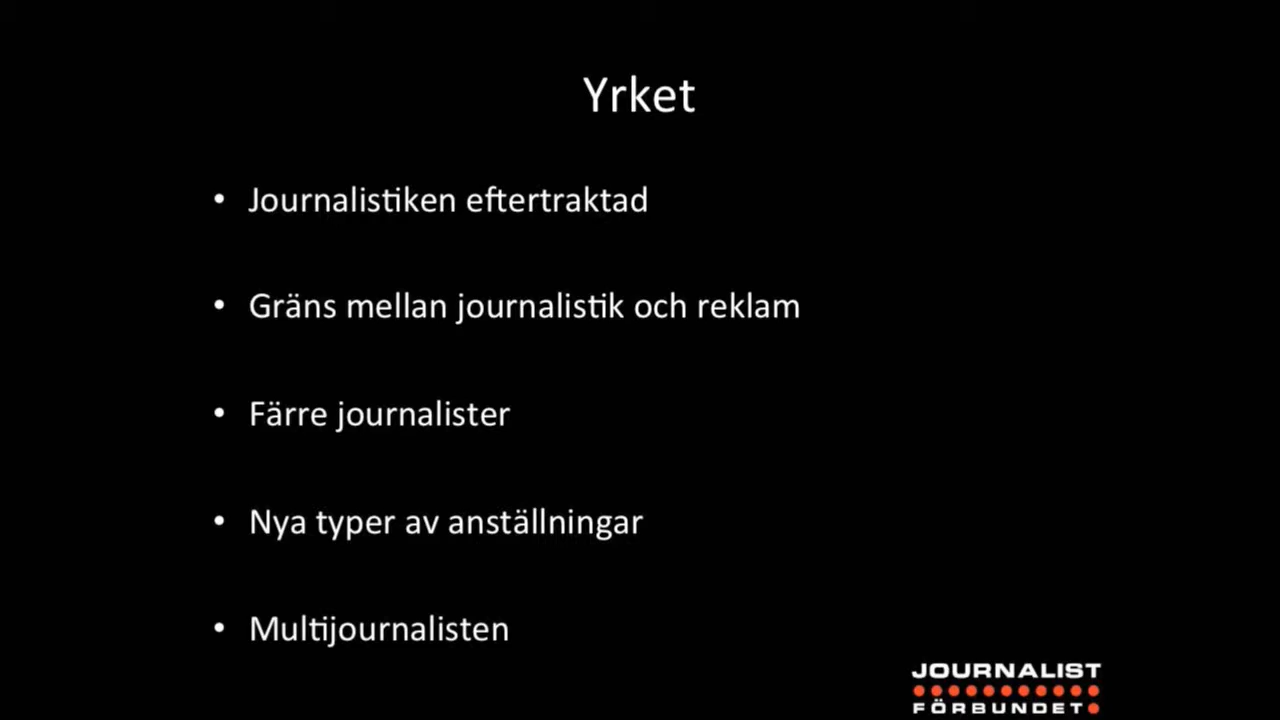 Yrket
• Journalistiken eftertraktad
• Gräns mellan journalistik och reklam
• Färre journalister
• Nya typer av anställningar
• Multijournalisten
JOURNALIST
FÖRBUNDET